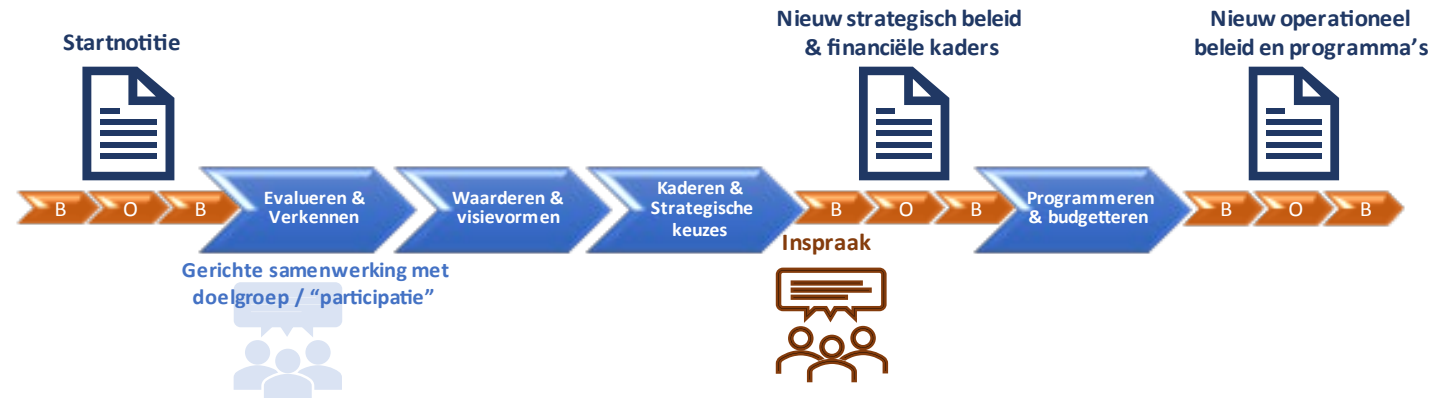 Startnotitie
Nieuw strategisch beleid
& financiële kaders
Nieuw operationeel
beleid en programma's
B O B
Evalueren &
Verkennen
Waarderen &
visievormen
Kaderen &
Strategische
keuzes
B O B
Programmeren
& budgetteren
B O B
Gerichte samenwerking met
doelgroep / “participatie”
Inspraak